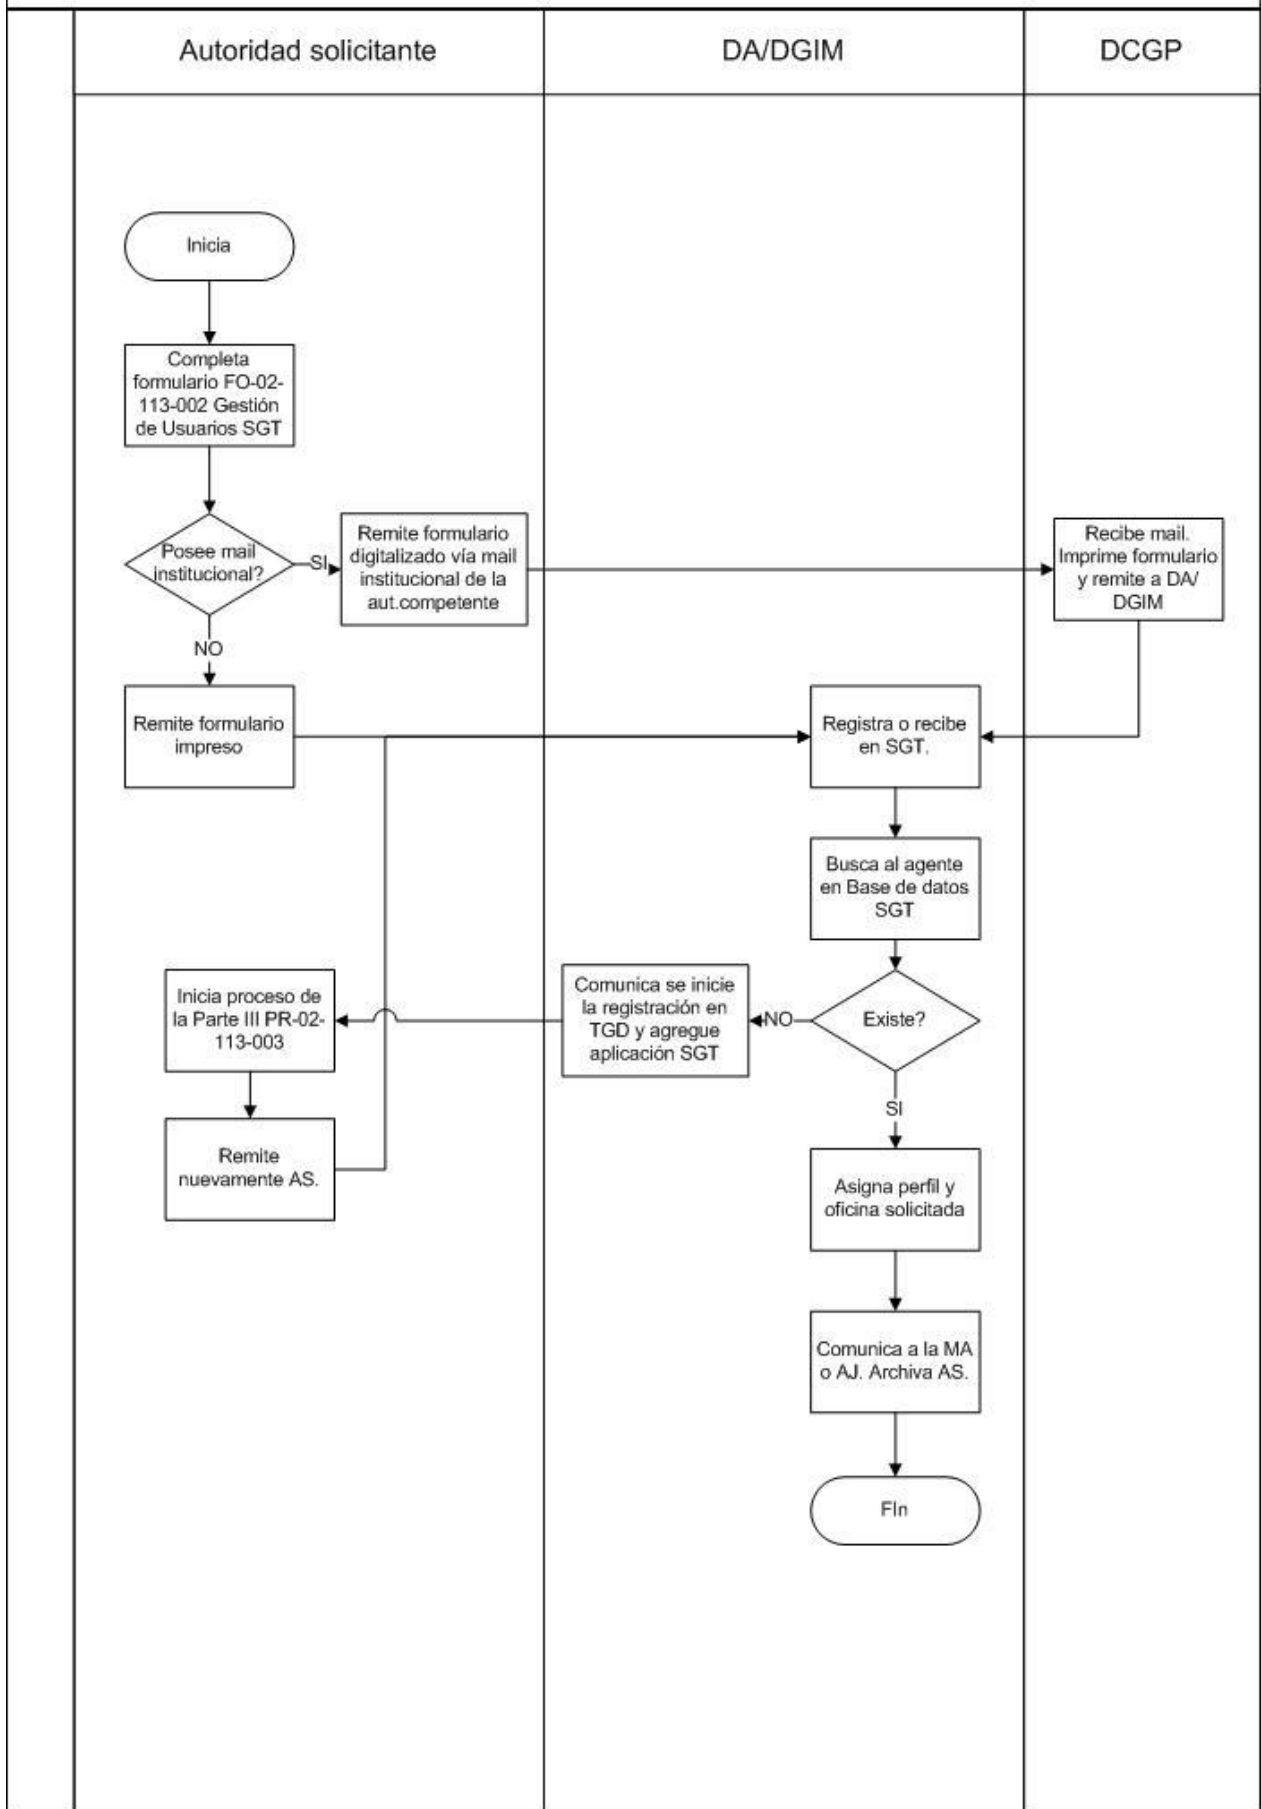 Autoridad solicitante
DA/DGIM
DCGP
Inicia
Completa
formulario FO-02-
113-002 Gestión
de Usuarios SGT
Posee mail
institucional?
SI
Remite formulario
digitalizado vía mail
institucional de la
aut.competente
Recibe mail.
Imprime formulario
y remite a DA/
DGIM
NO
Remite formulario
impreso
Registra o recibe
en SGT.
Busca al agente
en Base de datos
SGT
Existe?
NO
Comunica se inicie
la registración en
TGD y agregue
aplicación SGT
Inicia proceso de
la Parte III PR-02-
113-003
Remite
nuevamente AS.
SI
Asigna perfil y
oficina solicitada
Comunica a la MA
o AJ. Archiva AS.
FIn